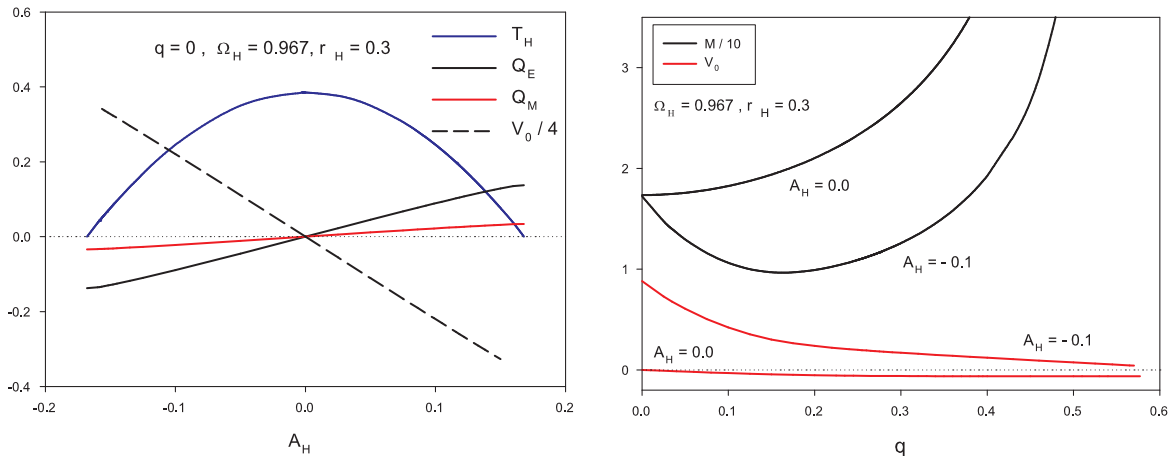 0.6
0.4
0.2
0.0
-0.2
-0.4
q = 0 , Ω_H = 0.967, r_H = 0.3
T_H
Q_E
Q_M
V_0 / 4
-0.2 -0.1 0.0 0.1 0.2
A_H
3
2
1
0
M / 10
V_0
Ω_H = 0.967 , r_H = 0.3
A_H = 0.0
A_H = - 0.1
A_H = 0.0
A_H = - 0.1
0.0 0.1 0.2 0.3 0.4 0.5 0.6
q